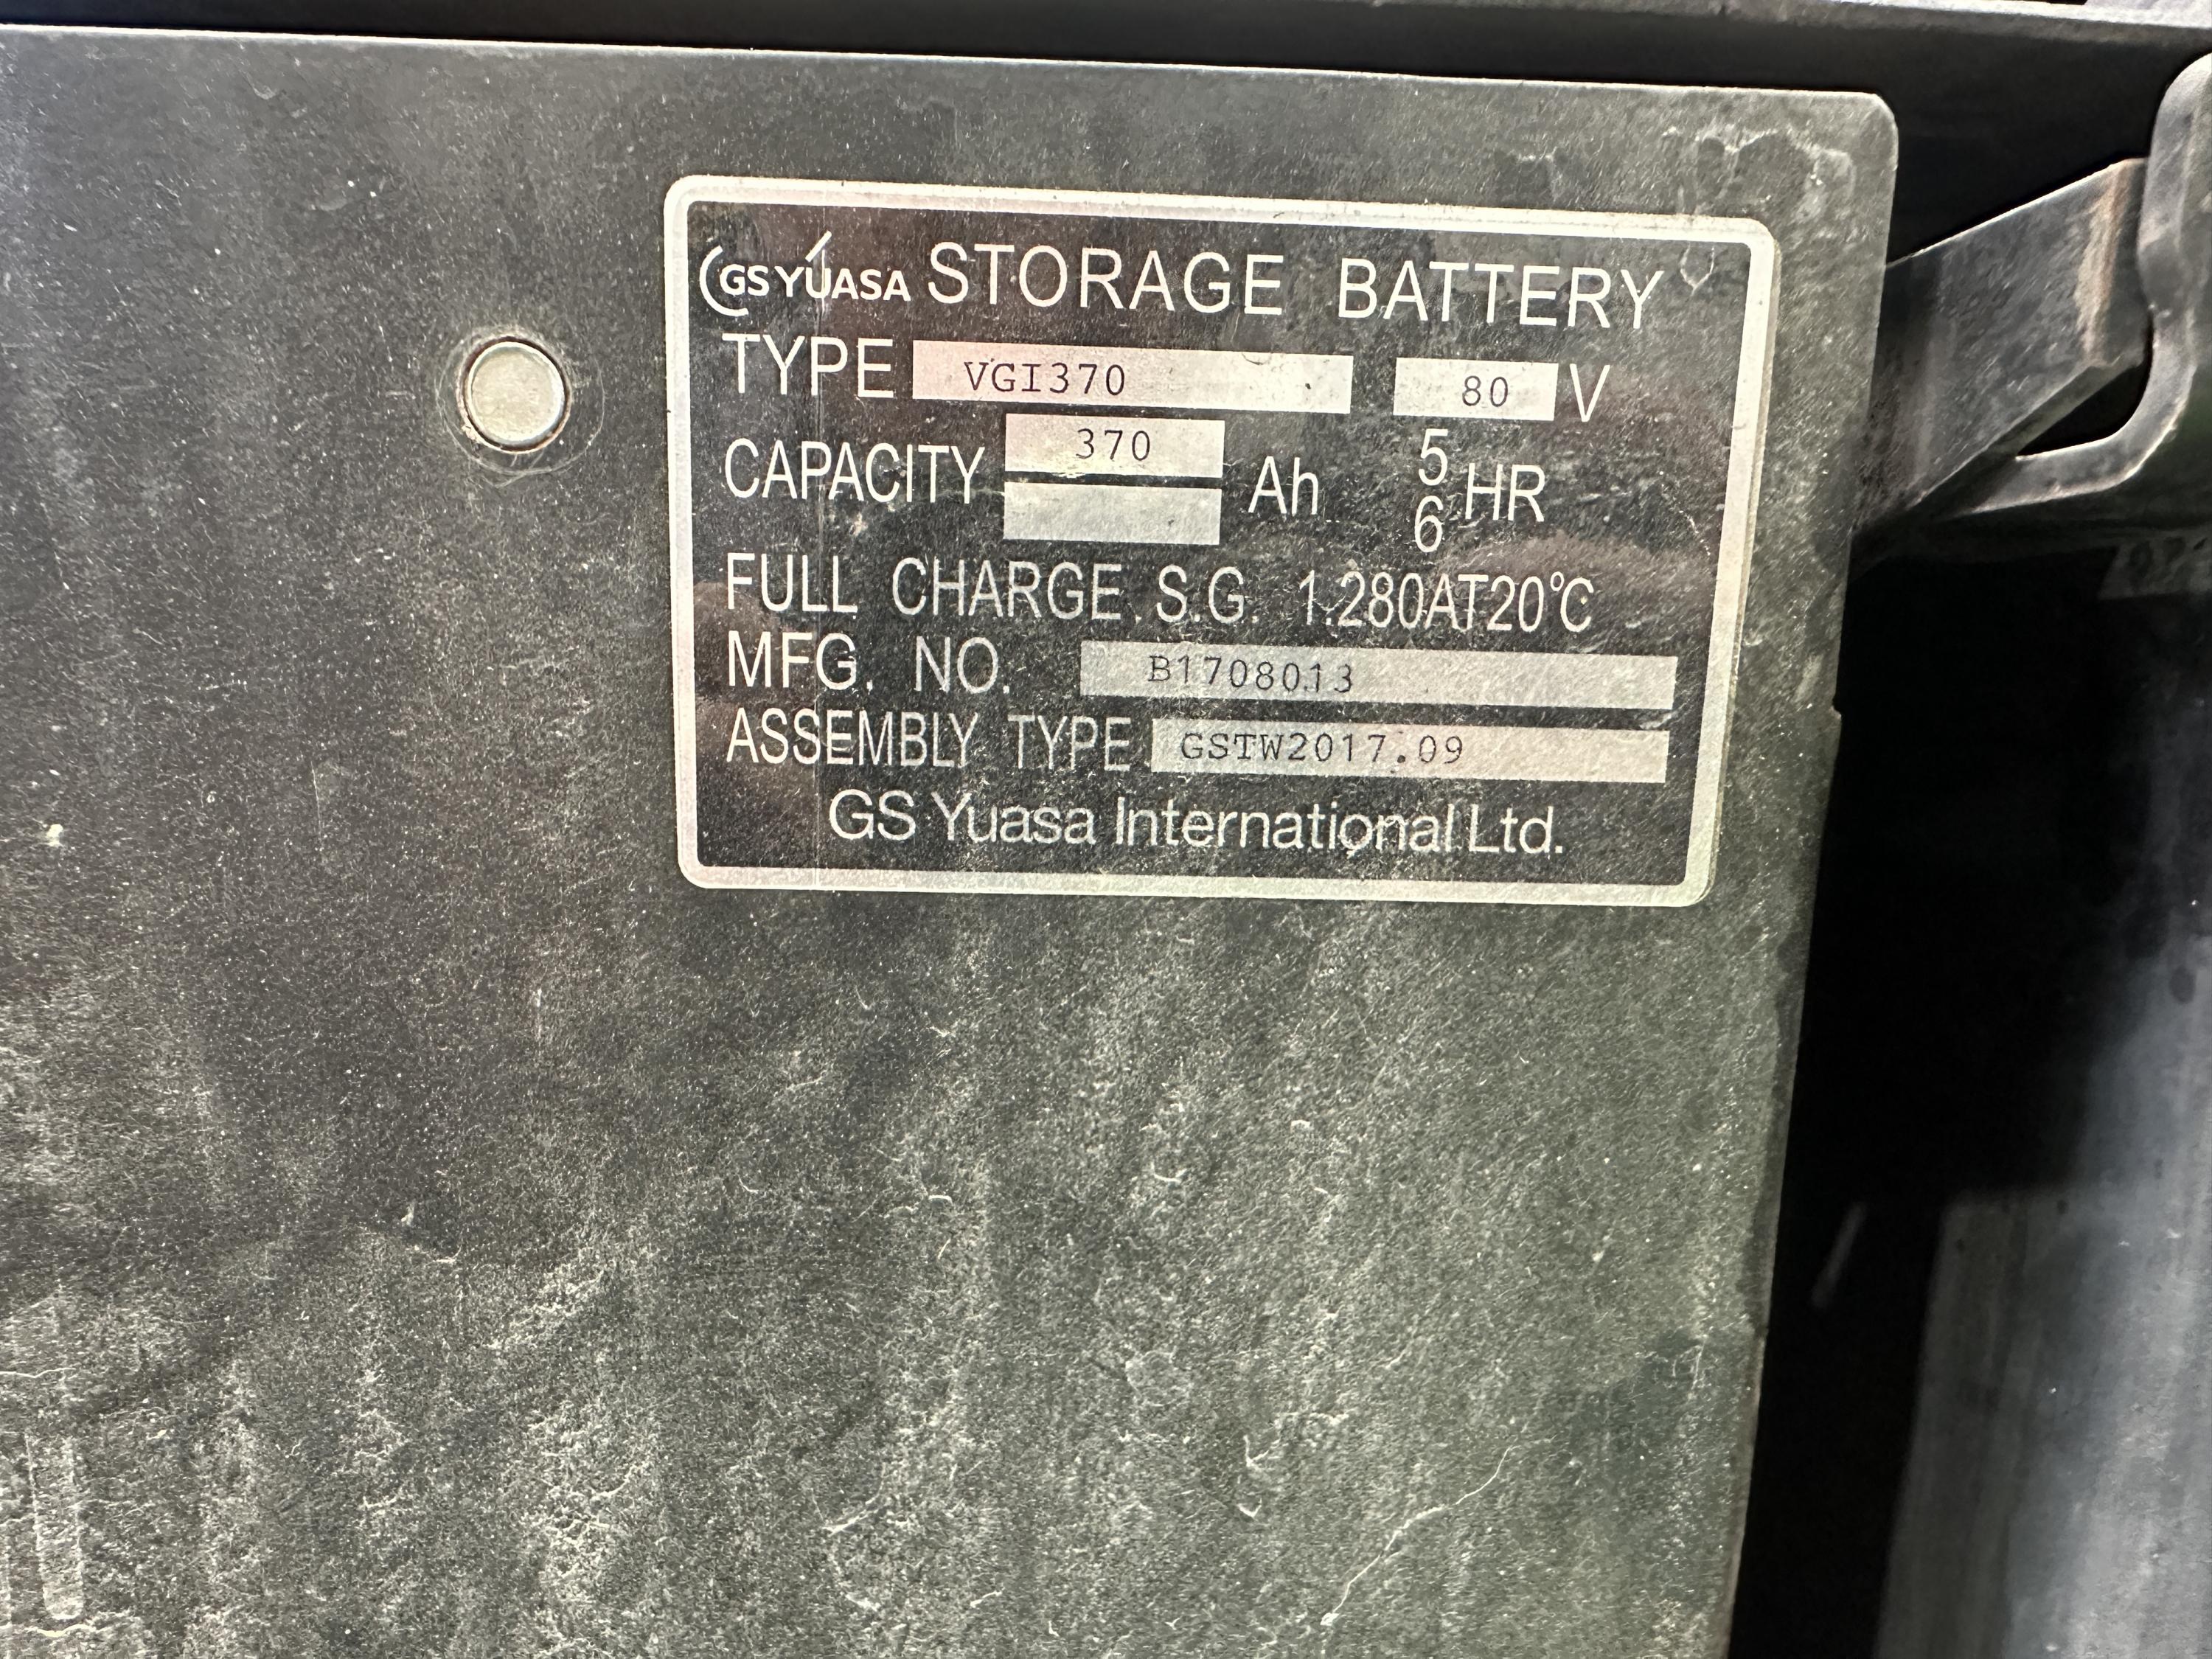 GS YUASA STORAGE BATTERY
TYPE VGI370 80 V
CAPACITY 370 Ah 5 HR
6
FULL CHARGE S.G. 1.280AT20℃
MFG. NO. B1708013
ASSEMBLY TYPE GSTW2017.09
GS Yuasa International Ltd.